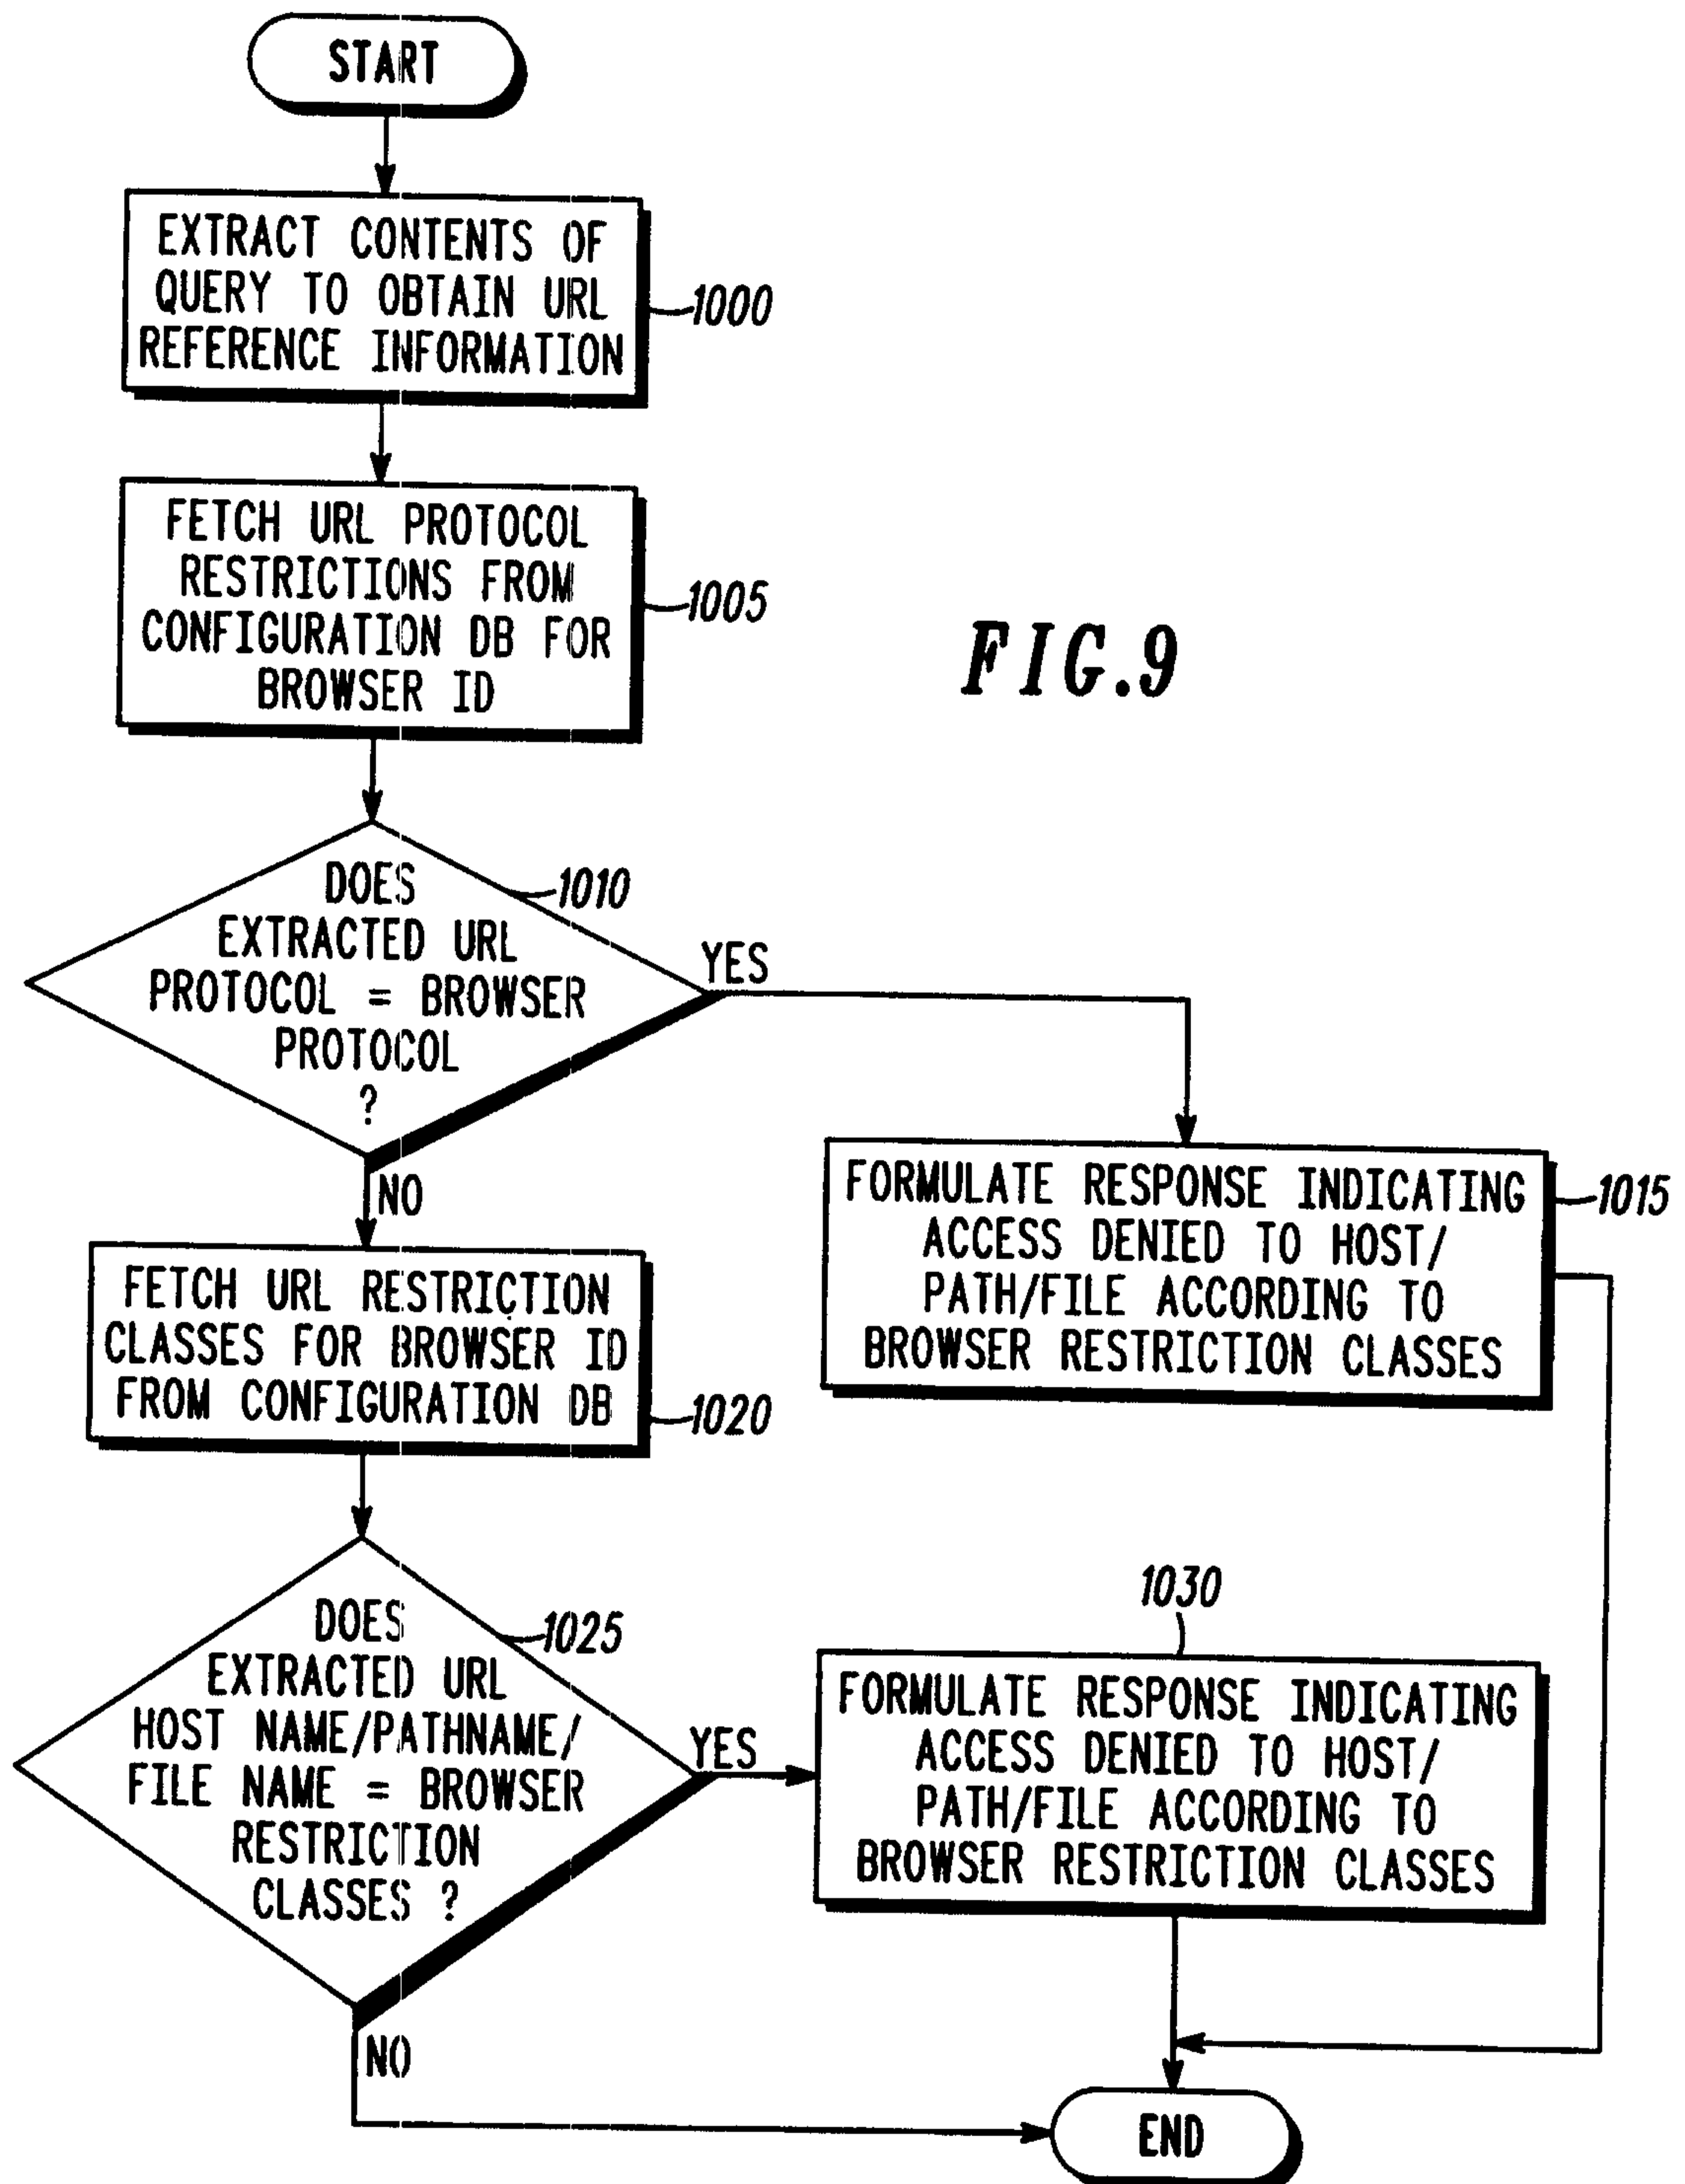 START
EXTRACT CONTENTS OF
QUERY TO OBTAIN URL
REFERENCE INFORMATION
1000
FETCH URL PROTOCOL
RESTRICTIONS FROM
CONFIGURATION DB FOR
BROWSER ID
1005
FIG.9
DOES
EXTRACTED URL
PROTOCOL = BROWSER
PROTOCOL
?
1010
YES
NO
FORMULATE RESPONSE INDICATING
ACCESS DENIED TO HOST/
PATH/FILE ACCORDING TO
BROWSER RESTRICTION CLASSES
1015
FETCH URL RESTRICTION
CLASSES FOR BROWSER ID
FROM CONFIGURATION DB
1020
DOES
EXTRACTED URL
HOST NAME/PATHNAME/
FILE NAME = BROWSER
RESTRICTION
CLASSES ?
1025
YES
NO
1030
FORMULATE RESPONSE INDICATING
ACCESS DENIED TO HOST/
PATH/FILE ACCORDING TO
BROWSER RESTRICTION CLASSES
END